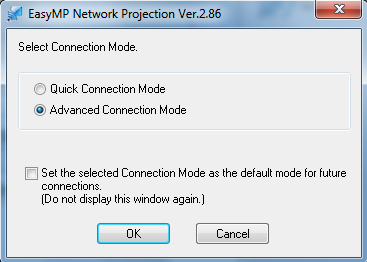 EasyMP Network Projection Ver.2.86
Select Connection Mode.
Quick Connection Mode
Advanced Connection Mode
Set the selected Connection Mode as the default mode for future
connections.
(Do not display this window again.)
OK Cancel